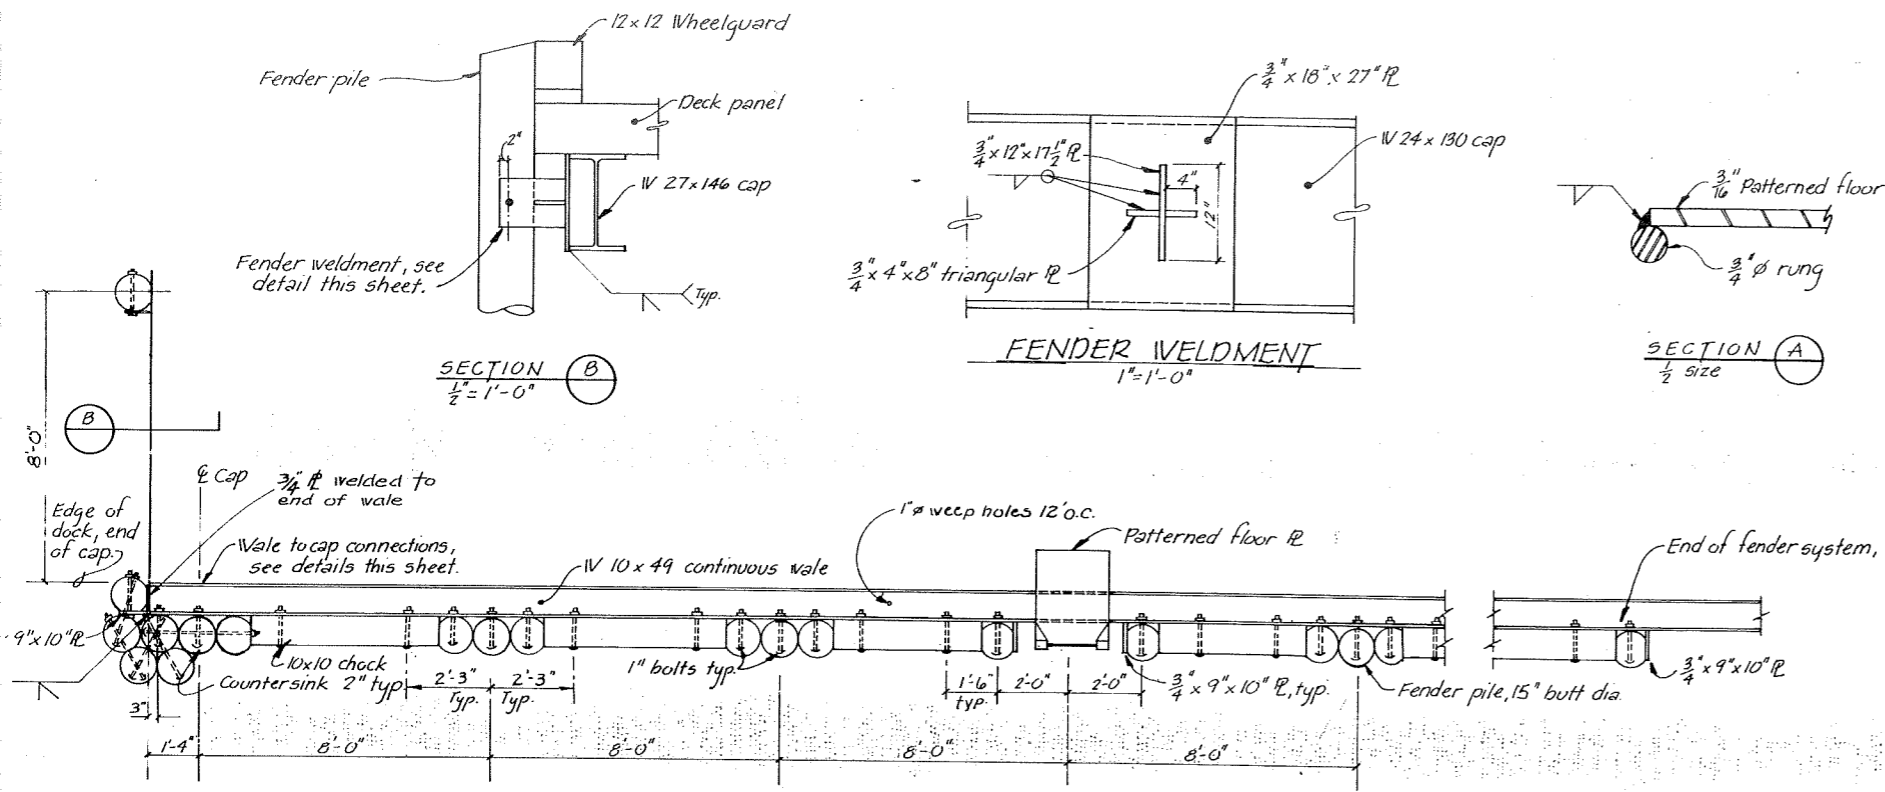 12x12 Wheelguard
Fender pile
Deck panel
2"
W 27x146 cap
Fender weldment, see
detail this sheet.
Typ.
SECTION B
1/2" = 1'-0"
3/4" x 18" x 27" PL
3/4" x 12" x 17 1/2" PL
W 24 x 130 cap
4"
12"
3/4" x 4" x 8" triangular PL
FENDER WELDMENT
1"=1'-0"
3/16" Patterned floor
3/4" ø rung
SECTION A
1/2 size
B
8'-0"
℄ Cap
3/4" PL welded to
end of wale
Edge of
dock, end
of cap.
Wale to cap connections,
see details this sheet.
W 10 x 49 continuous wale
1" ø weep holes 12' o.c.
Patterned floor PL
End of fender system,
9"x10" PL
10x10 chock
Countersink 2" typ.
2'-3"
Typ.
2'-3"
Typ.
1" bolts typ.
1'-6"
typ.
2'-0"
2'-0"
3/4" x 9" x 10" PL, typ.
Fender pile, 15" butt dia.
3/4" x 9" x 10" PL
3"
1'-4"
8'-0"
8'-0"
8'-0"
8'-0"